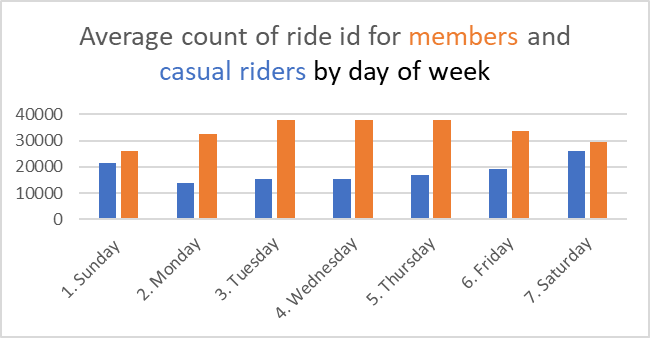 Average count of ride id for members and
casual riders by day of week
40000
30000
20000
10000
0
1. Sunday
2. Monday
3. Tuesday
4. Wednesday
5. Thursday
6. Friday
7. Saturday